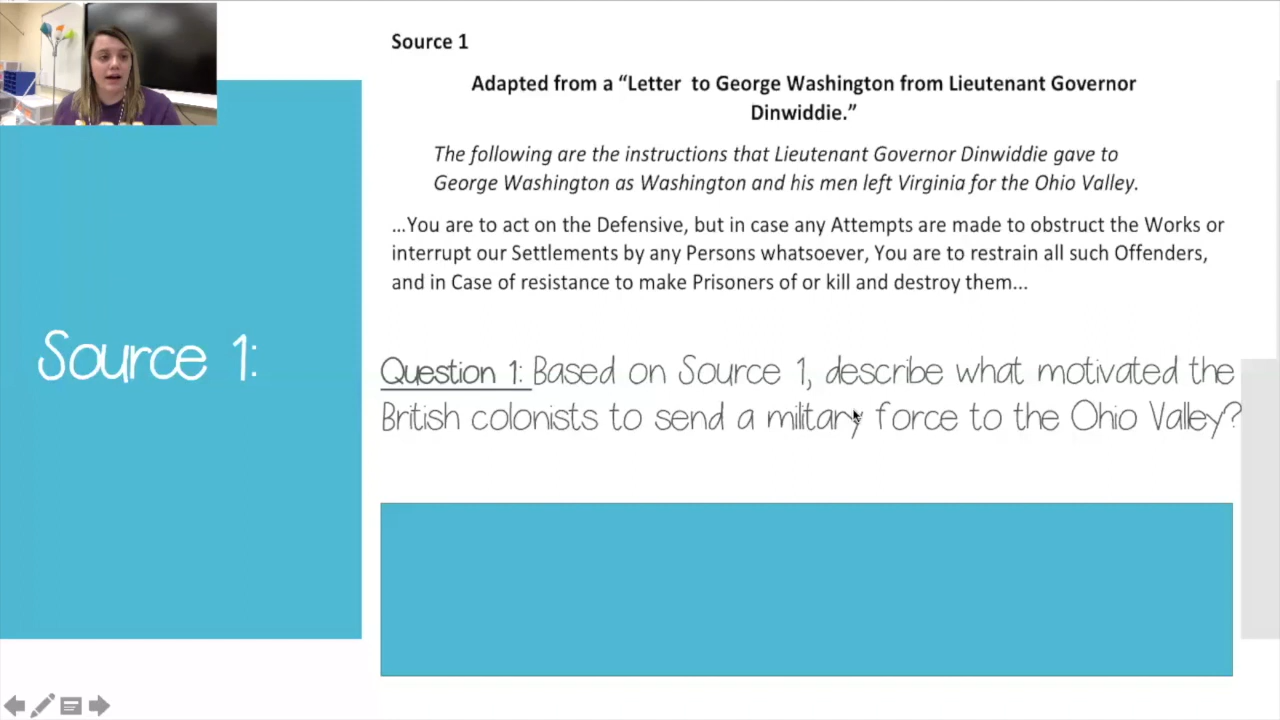 Source 1
Adapted from a “Letter to George Washington from Lieutenant Governor
Dinwiddie.”
The following are the instructions that Lieutenant Governor Dinwiddie gave to
George Washington as Washington and his men left Virginia for the Ohio Valley.
…You are to act on the Defensive, but in case any Attempts are made to obstruct the Works or
interrupt our Settlements by any Persons whatsoever, You are to restrain all such Offenders,
and in Case of resistance to make Prisoners of or kill and destroy them…
Source 1:
Question 1: Based on Source 1, describe what motivated the
British colonists to send a military force to the Ohio Valley?